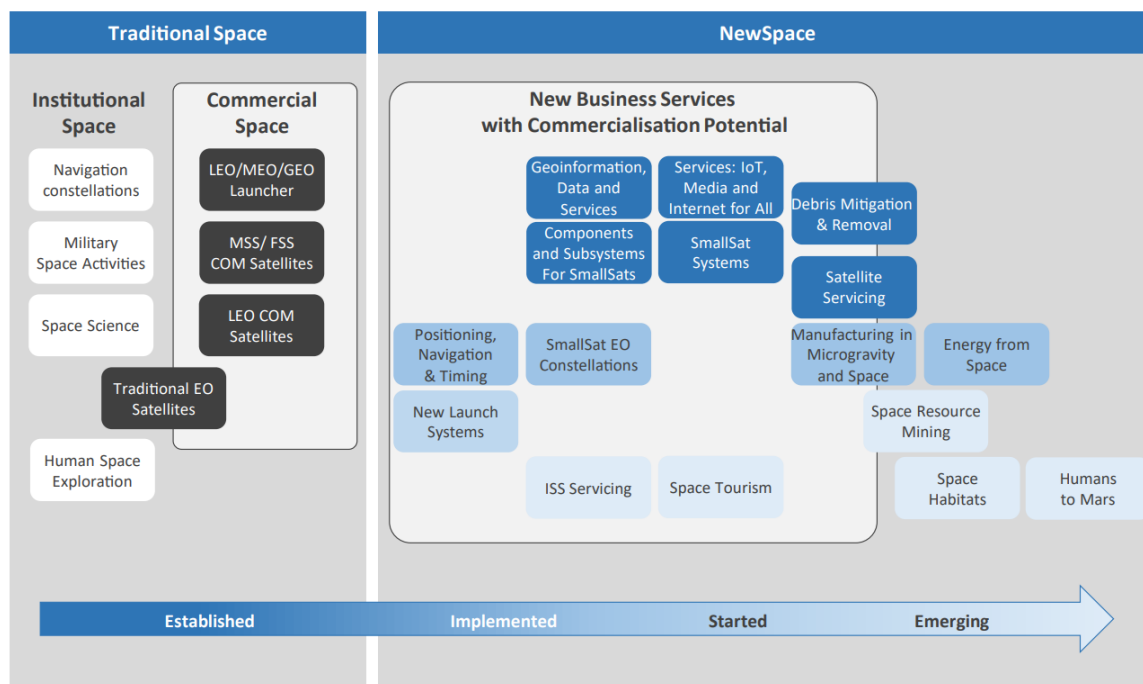 Traditional Space
NewSpace
Institutional
Space
Commercial
Space
Navigation
constellations
LEO/MEO/GEO
Launcher
Military
Space Activities
MSS/ FSS
COM Satellites
Space Science
LEO COM
Satellites
Traditional EO
Satellites
Human Space
Exploration
New Business Services
with Commercialisation Potential
Geoinformation,
Data and
Services
Services: IoT,
Media and
Internet for All
Debris Mitigation
& Removal
Components
and Subsystems
For SmallSats
SmallSat
Systems
Satellite
Servicing
Positioning,
Navigation
& Timing
SmallSat EO
Constellations
Manufacturing in
Microgravity
and Space
Energy from
Space
New Launch
Systems
Space Resource
Mining
ISS Servicing
Space Tourism
Space
Habitats
Humans
to Mars
Established
Implemented
Started
Emerging